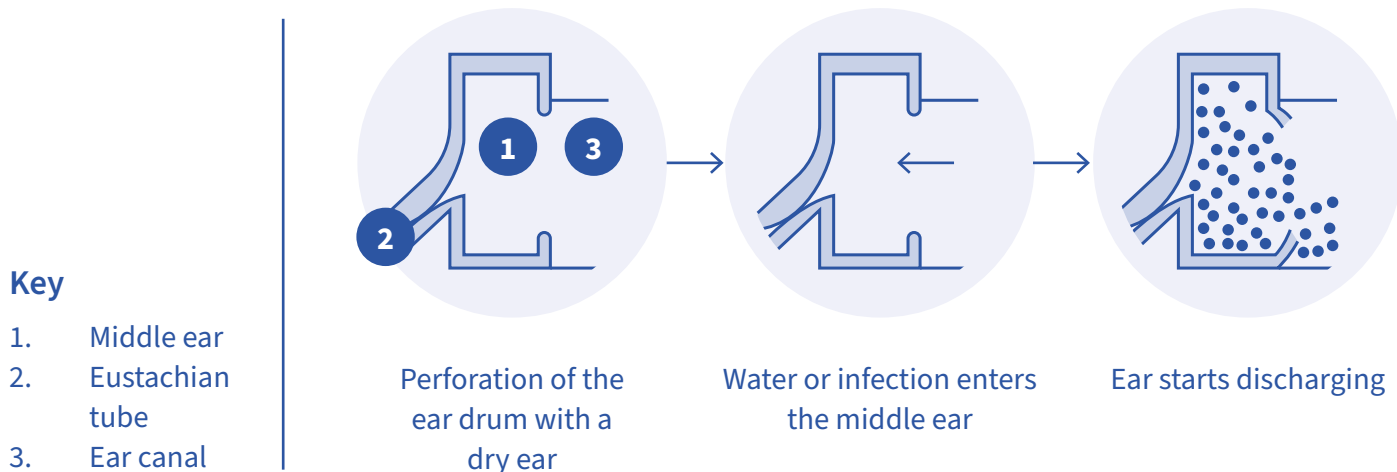 Key
1. Middle ear
2. Eustachian
tube
3. Ear canal
1
3
2
Perforation of the
ear drum with a
dry ear
Water or infection enters
the middle ear
Ear starts discharging